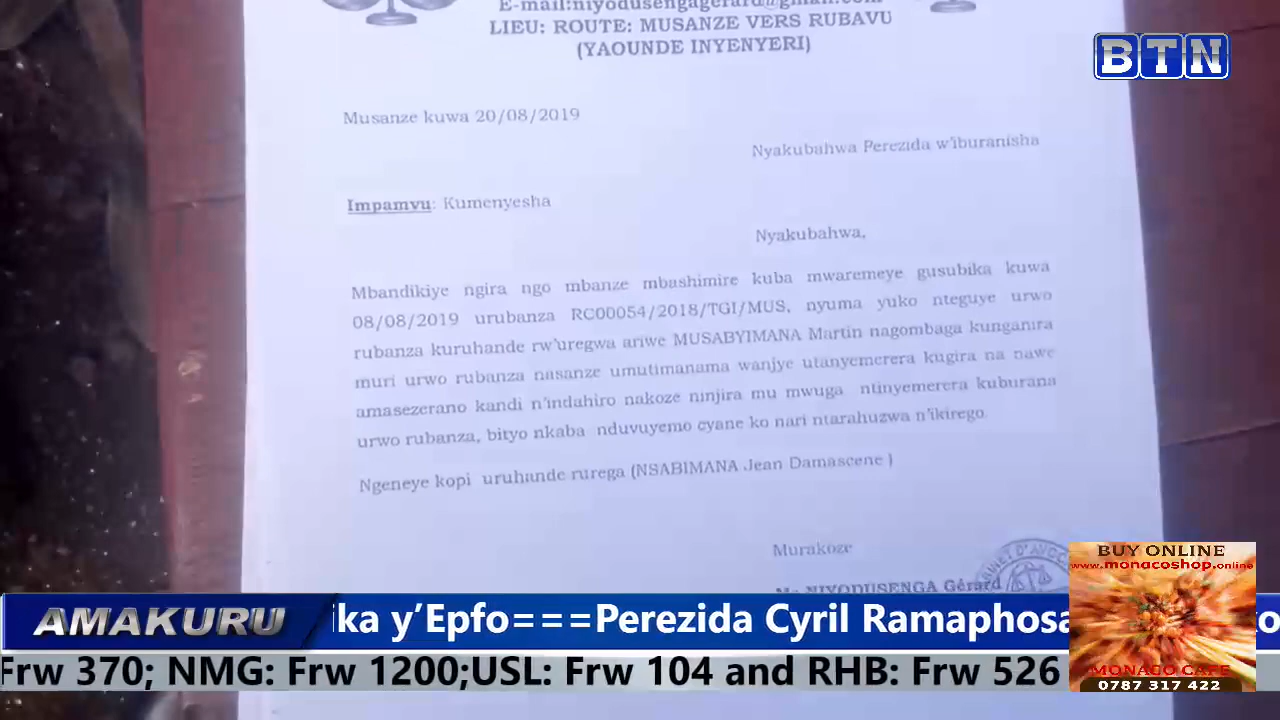 E-mail:niyodusengagerard@gmail.com
LIEU: ROUTE: MUSANZE VERS RUBAVU
(YAOUNDE INYENYERI)
BTN
Musanze kuwa 20/08/2019
Nyakubahwa Perezida w'iburanisha
Impamvu: Kumenyesha
Nyakubahwa,
Mbandikiye ngira ngo mbanze mbashimire kuba mwaremeye gusubika kuwa
08/08/2019 urubanza RC00054/2018/TGI/MUS, nyuma yuko nteguye urwo
rubanza kuruhande rw'uregwa ariwe MUSABYIMANA Martin nagombaga kunganira
muri urwo rubanza nasanze umutimanama wanjye utanyemerera kugira na nawe
amasezerano kandi n'indahiro nakoze ninjira mu mwuga ntinyemerera kuburana
urwo rubanza, bityo nkaba nduvuyemo cyane ko nari ntarahuzwa n'ikirego
Ngeneye kopi uruhande rurega (NSABIMANA Jean Damascene )
Murakoze
Me NIYODUSENGA Gérard
BUY ONLINE
www.monacoshop.online
MONACO CAFE
0787 317 422
AMAKURU
ika y'Epfo===Perezida Cyril Ramaphosa
Frw 370; NMG: Frw 1200;USL: Frw 104 and RHB: Frw 526